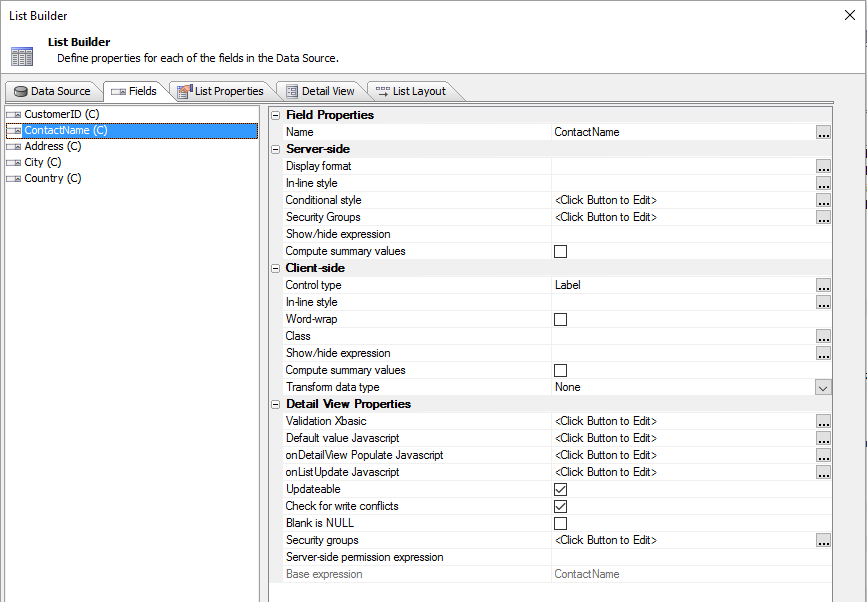 List Builder
List Builder
Define properties for each of the fields in the Data Source.
Data Source Fields List Properties Detail View List Layout
CustomerID (C)
ContactName (C)
Address (C)
City (C)
Country (C)
Field Properties
Name ContactName ...
Server-side
Display format ...
In-line style ...
Conditional style <Click Button to Edit> ...
Security Groups <Click Button to Edit> ...
Show/hide expression
Compute summary values
Client-side
Control type Label ...
In-line style ...
Word-wrap
Class ...
Show/hide expression ...
Compute summary values
Transform data type None
Detail View Properties
Validation Xbasic <Click Button to Edit> ...
Default value Javascript <Click Button to Edit> ...
onDetailView Populate Javascript <Click Button to Edit> ...
onListUpdate Javascript <Click Button to Edit> ...
Updateable
Check for write conflicts
Blank is NULL
Security groups <Click Button to Edit> ...
Server-side permission expression
Base expression ContactName